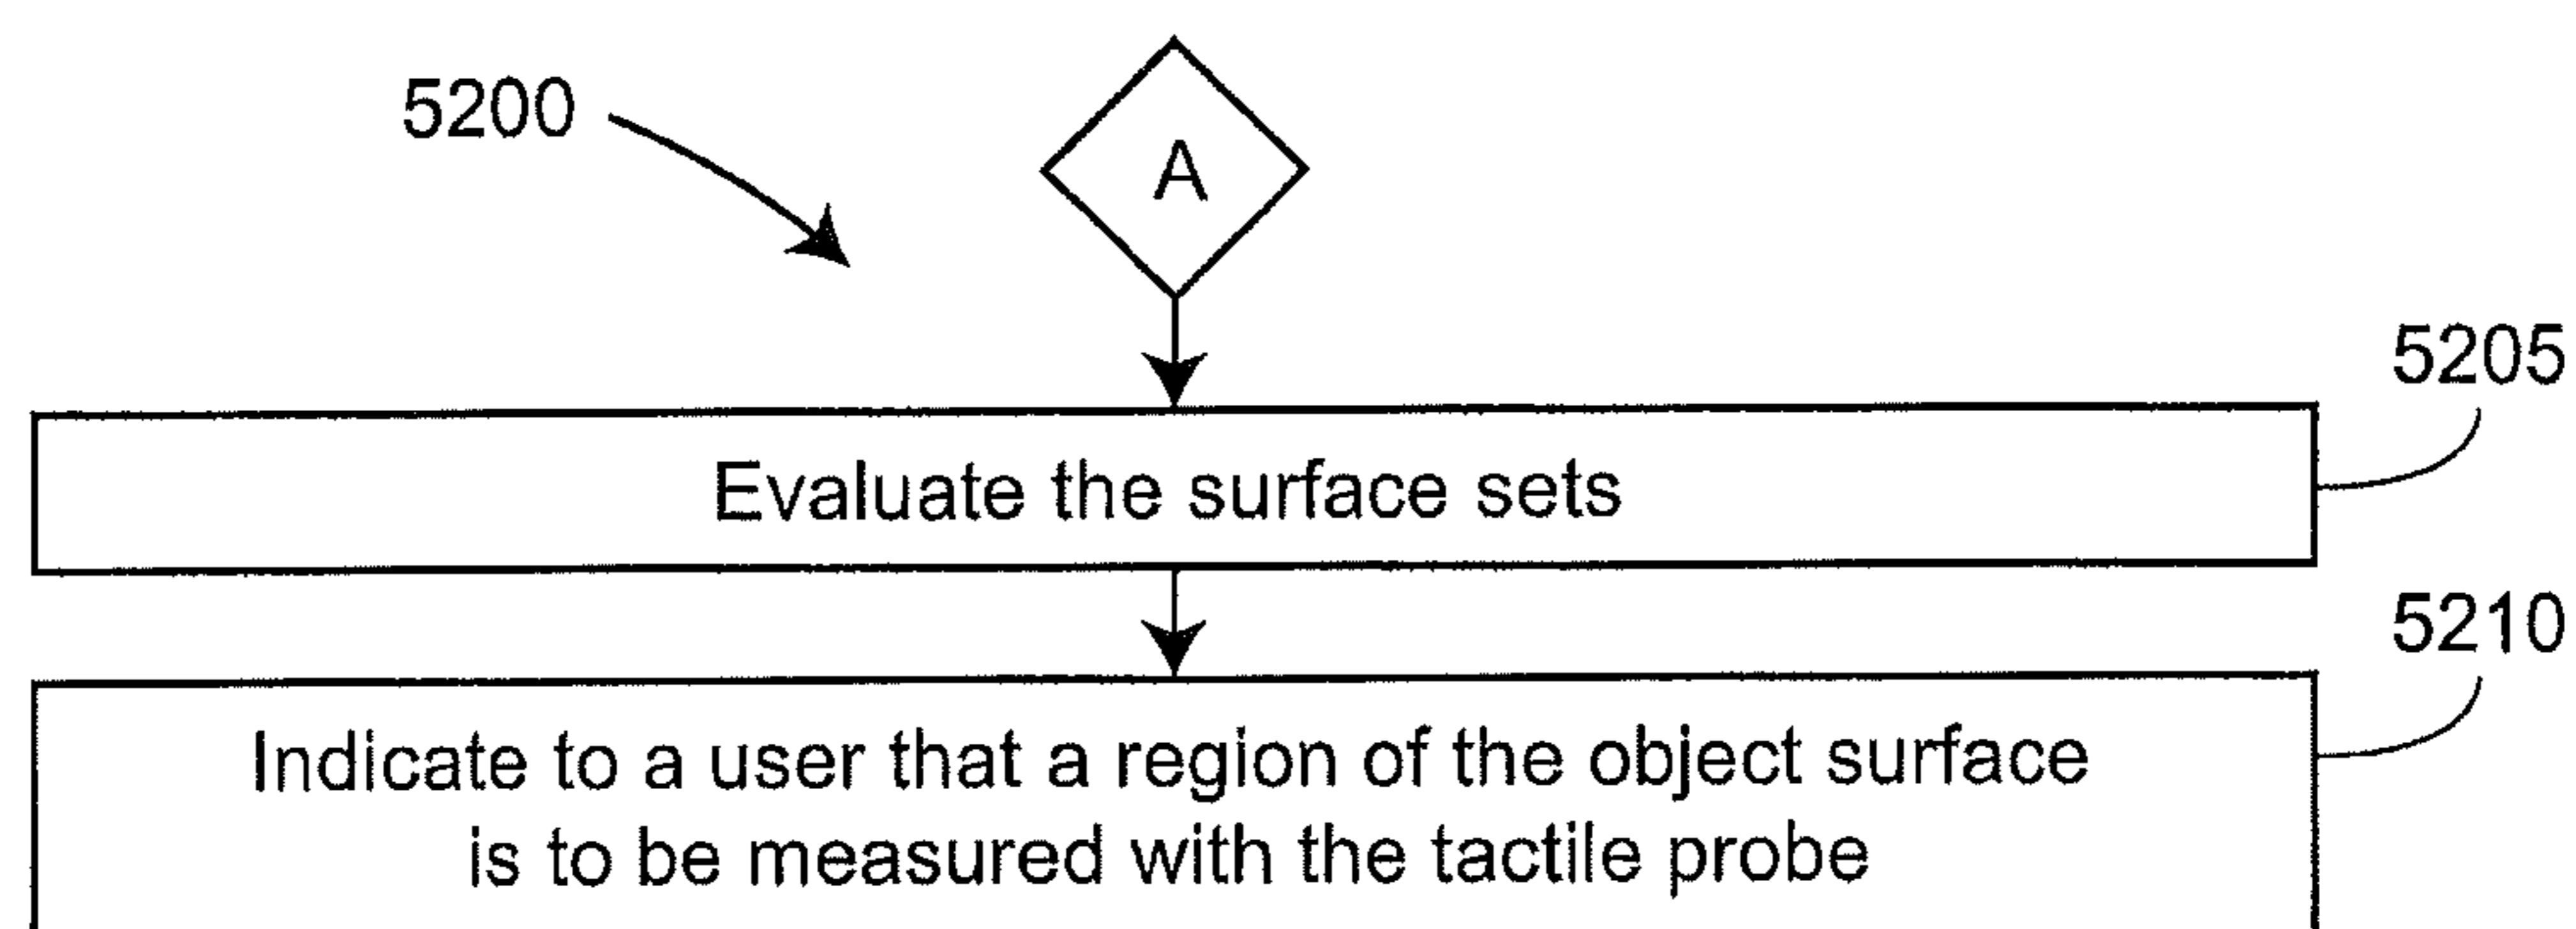 5200
A
5205
Evaluate the surface sets
5210
Indicate to a user that a region of the object surface
is to be measured with the tactile probe